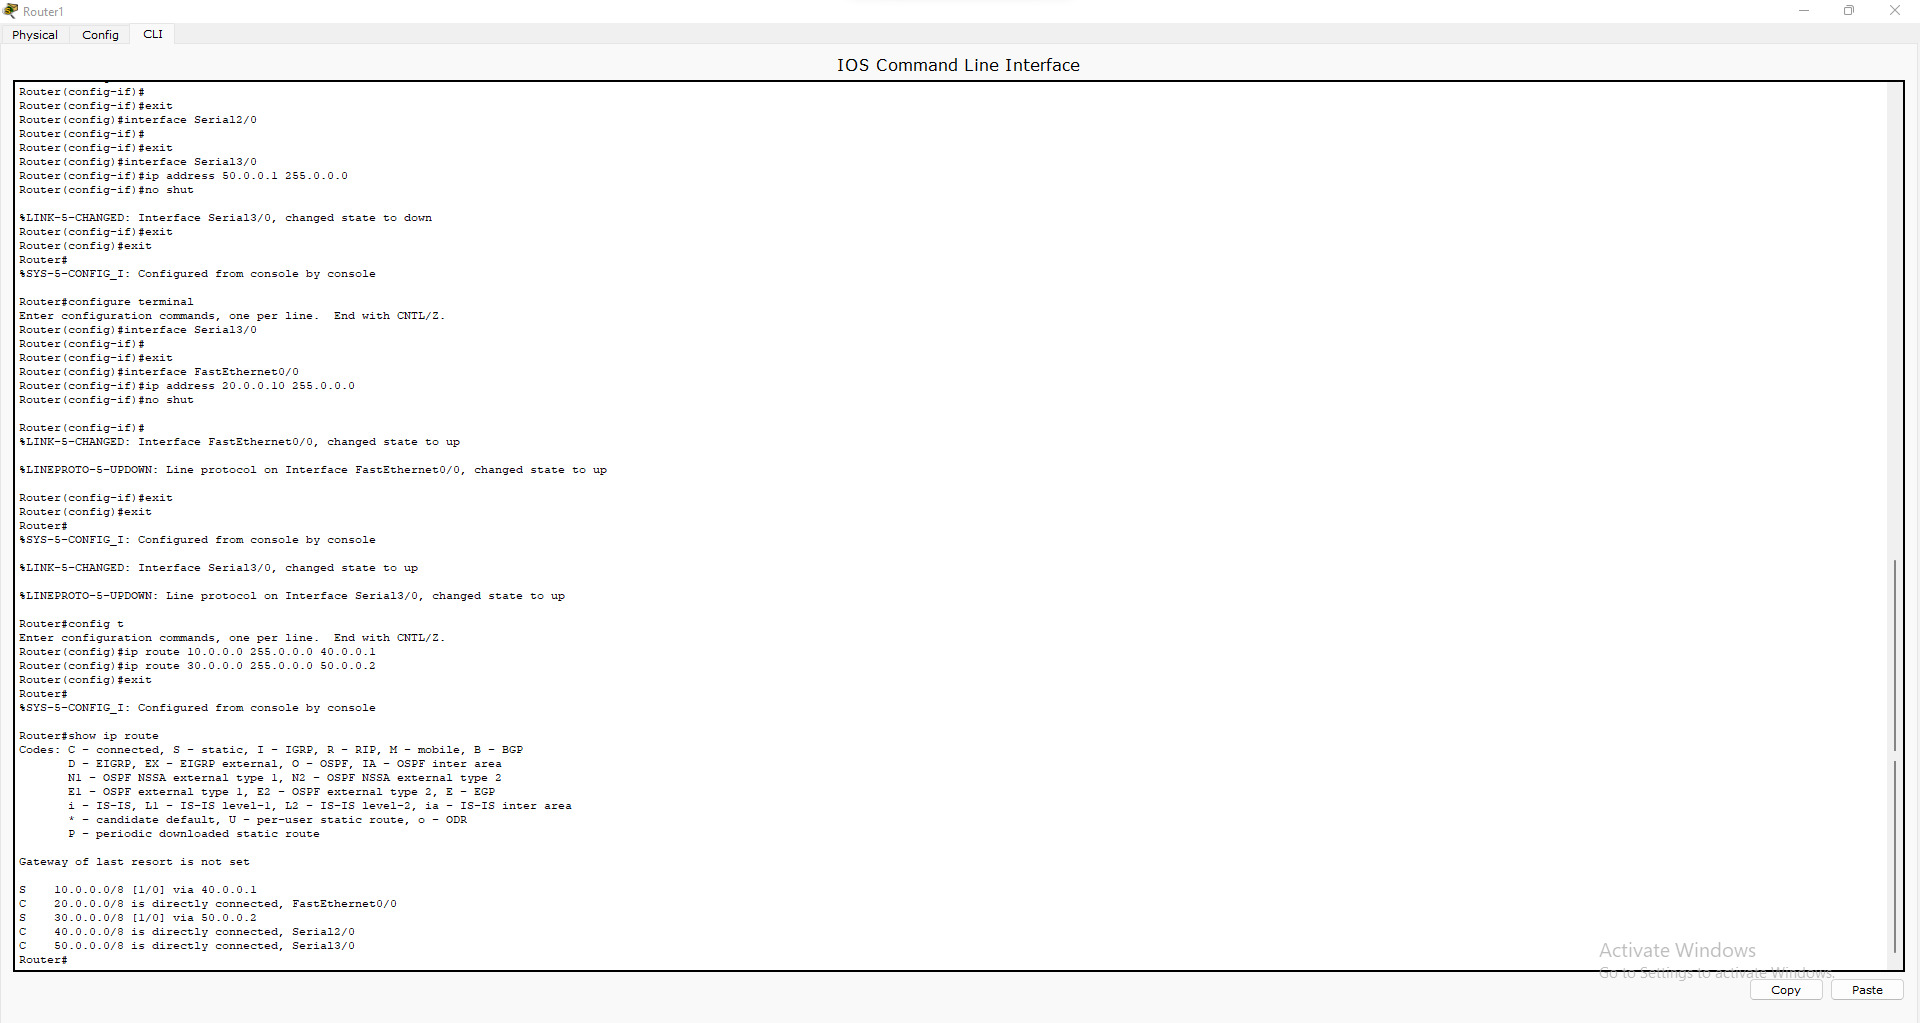 Router1
Physical Config CLI
IOS Command Line Interface
Router(config-if)#
Router(config-if)#exit
Router(config)#interface Serial2/0
Router(config-if)#
Router(config-if)#exit
Router(config)#interface Serial3/0
Router(config-if)#ip address 50.0.0.1 255.0.0.0
Router(config-if)#no shut
%LINK-5-CHANGED: Interface Serial3/0, changed state to down
Router(config-if)#exit
Router(config)#exit
Router#
%SYS-5-CONFIG_I: Configured from console by console
Router#configure terminal
Enter configuration commands, one per line.  End with CNTL/Z.
Router(config)#interface Serial3/0
Router(config-if)#
Router(config-if)#exit
Router(config)#interface FastEthernet0/0
Router(config-if)#ip address 20.0.0.10 255.0.0.0
Router(config-if)#no shut
Router(config-if)#
%LINK-5-CHANGED: Interface FastEthernet0/0, changed state to up
%LINEPROTO-5-UPDOWN: Line protocol on Interface FastEthernet0/0, changed state to up
Router(config-if)#exit
Router(config)#exit
Router#
%SYS-5-CONFIG_I: Configured from console by console
%LINK-5-CHANGED: Interface Serial3/0, changed state to up
%LINEPROTO-5-UPDOWN: Line protocol on Interface Serial3/0, changed state to up
Router#config t
Enter configuration commands, one per line.  End with CNTL/Z.
Router(config)#ip route 10.0.0.0 255.0.0.0 40.0.0.1
Router(config)#ip route 30.0.0.0 255.0.0.0 50.0.0.2
Router(config)#exit
Router#
%SYS-5-CONFIG_I: Configured from console by console
Router#show ip route
Codes: C - connected, S - static, I - IGRP, R - RIP, M - mobile, B - BGP
       D - EIGRP, EX - EIGRP external, O - OSPF, IA - OSPF inter area
       N1 - OSPF NSSA external type 1, N2 - OSPF NSSA external type 2
       E1 - OSPF external type 1, E2 - OSPF external type 2, E - EGP
       i - IS-IS, L1 - IS-IS level-1, L2 - IS-IS level-2, ia - IS-IS inter area
       * - candidate default, U - per-user static route, o - ODR
       P - periodic downloaded static route
Gateway of last resort is not set
S    10.0.0.0/8 [1/0] via 40.0.0.1
C    20.0.0.0/8 is directly connected, FastEthernet0/0
S    30.0.0.0/8 [1/0] via 50.0.0.2
C    40.0.0.0/8 is directly connected, Serial2/0
C    50.0.0.0/8 is directly connected, Serial3/0
Router#
Activate Windows
Go to Settings to activate Windows.
Copy Paste